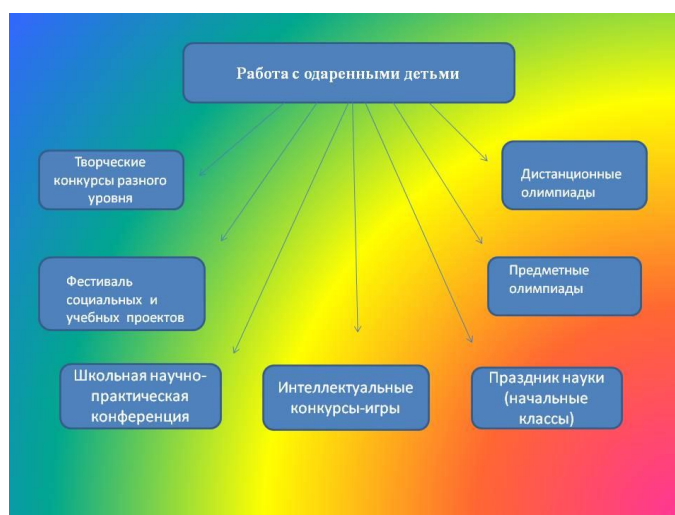 Работа с одаренными детьми
Творческие
конкурсы разного
уровня
Дистанционные
олимпиады
Фестиваль
социальных и
учебных проектов
Предметные
олимпиады
Школьная научно-
практическая
конференция
Интеллектуальные
конкурсы-игры
Праздник науки
(начальные
классы)